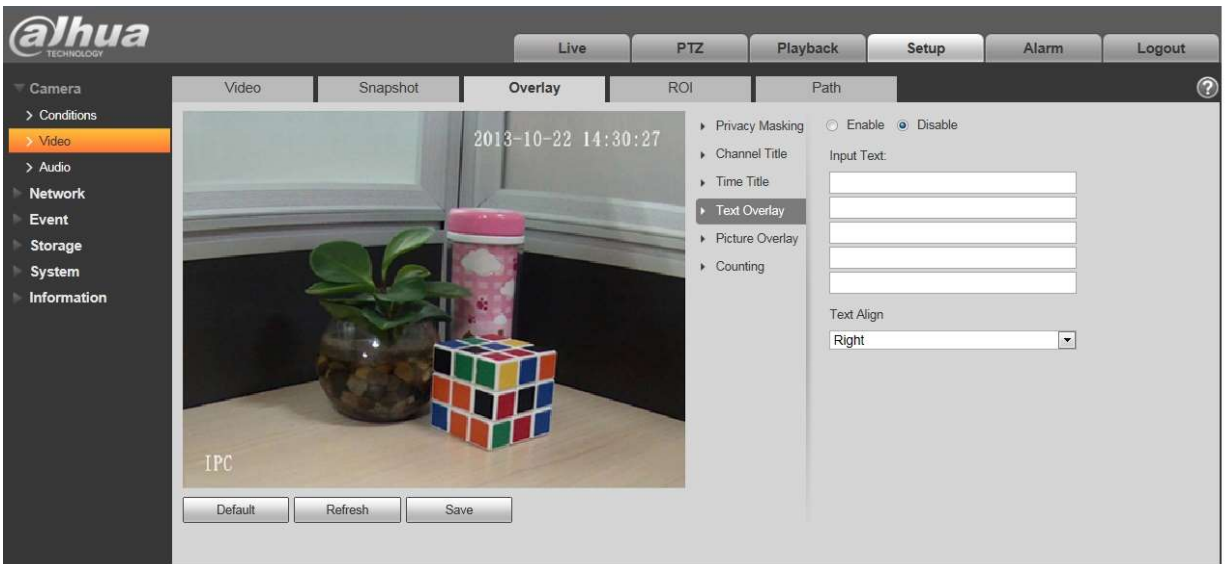 alhua
TECHNOLOGY
Live
PTZ
Playback
Setup
Alarm
Logout
Camera
Conditions
Video
Audio
Network
Event
Storage
System
Information
Video
Snapshot
Overlay
ROI
Path
?
2013-10-22 14:30:27
IPC
Default
Refresh
Save
Privacy Masking
Channel Title
Time Title
Text Overlay
Picture Overlay
Counting
Enable
Disable
Input Text:
Text Align
Right